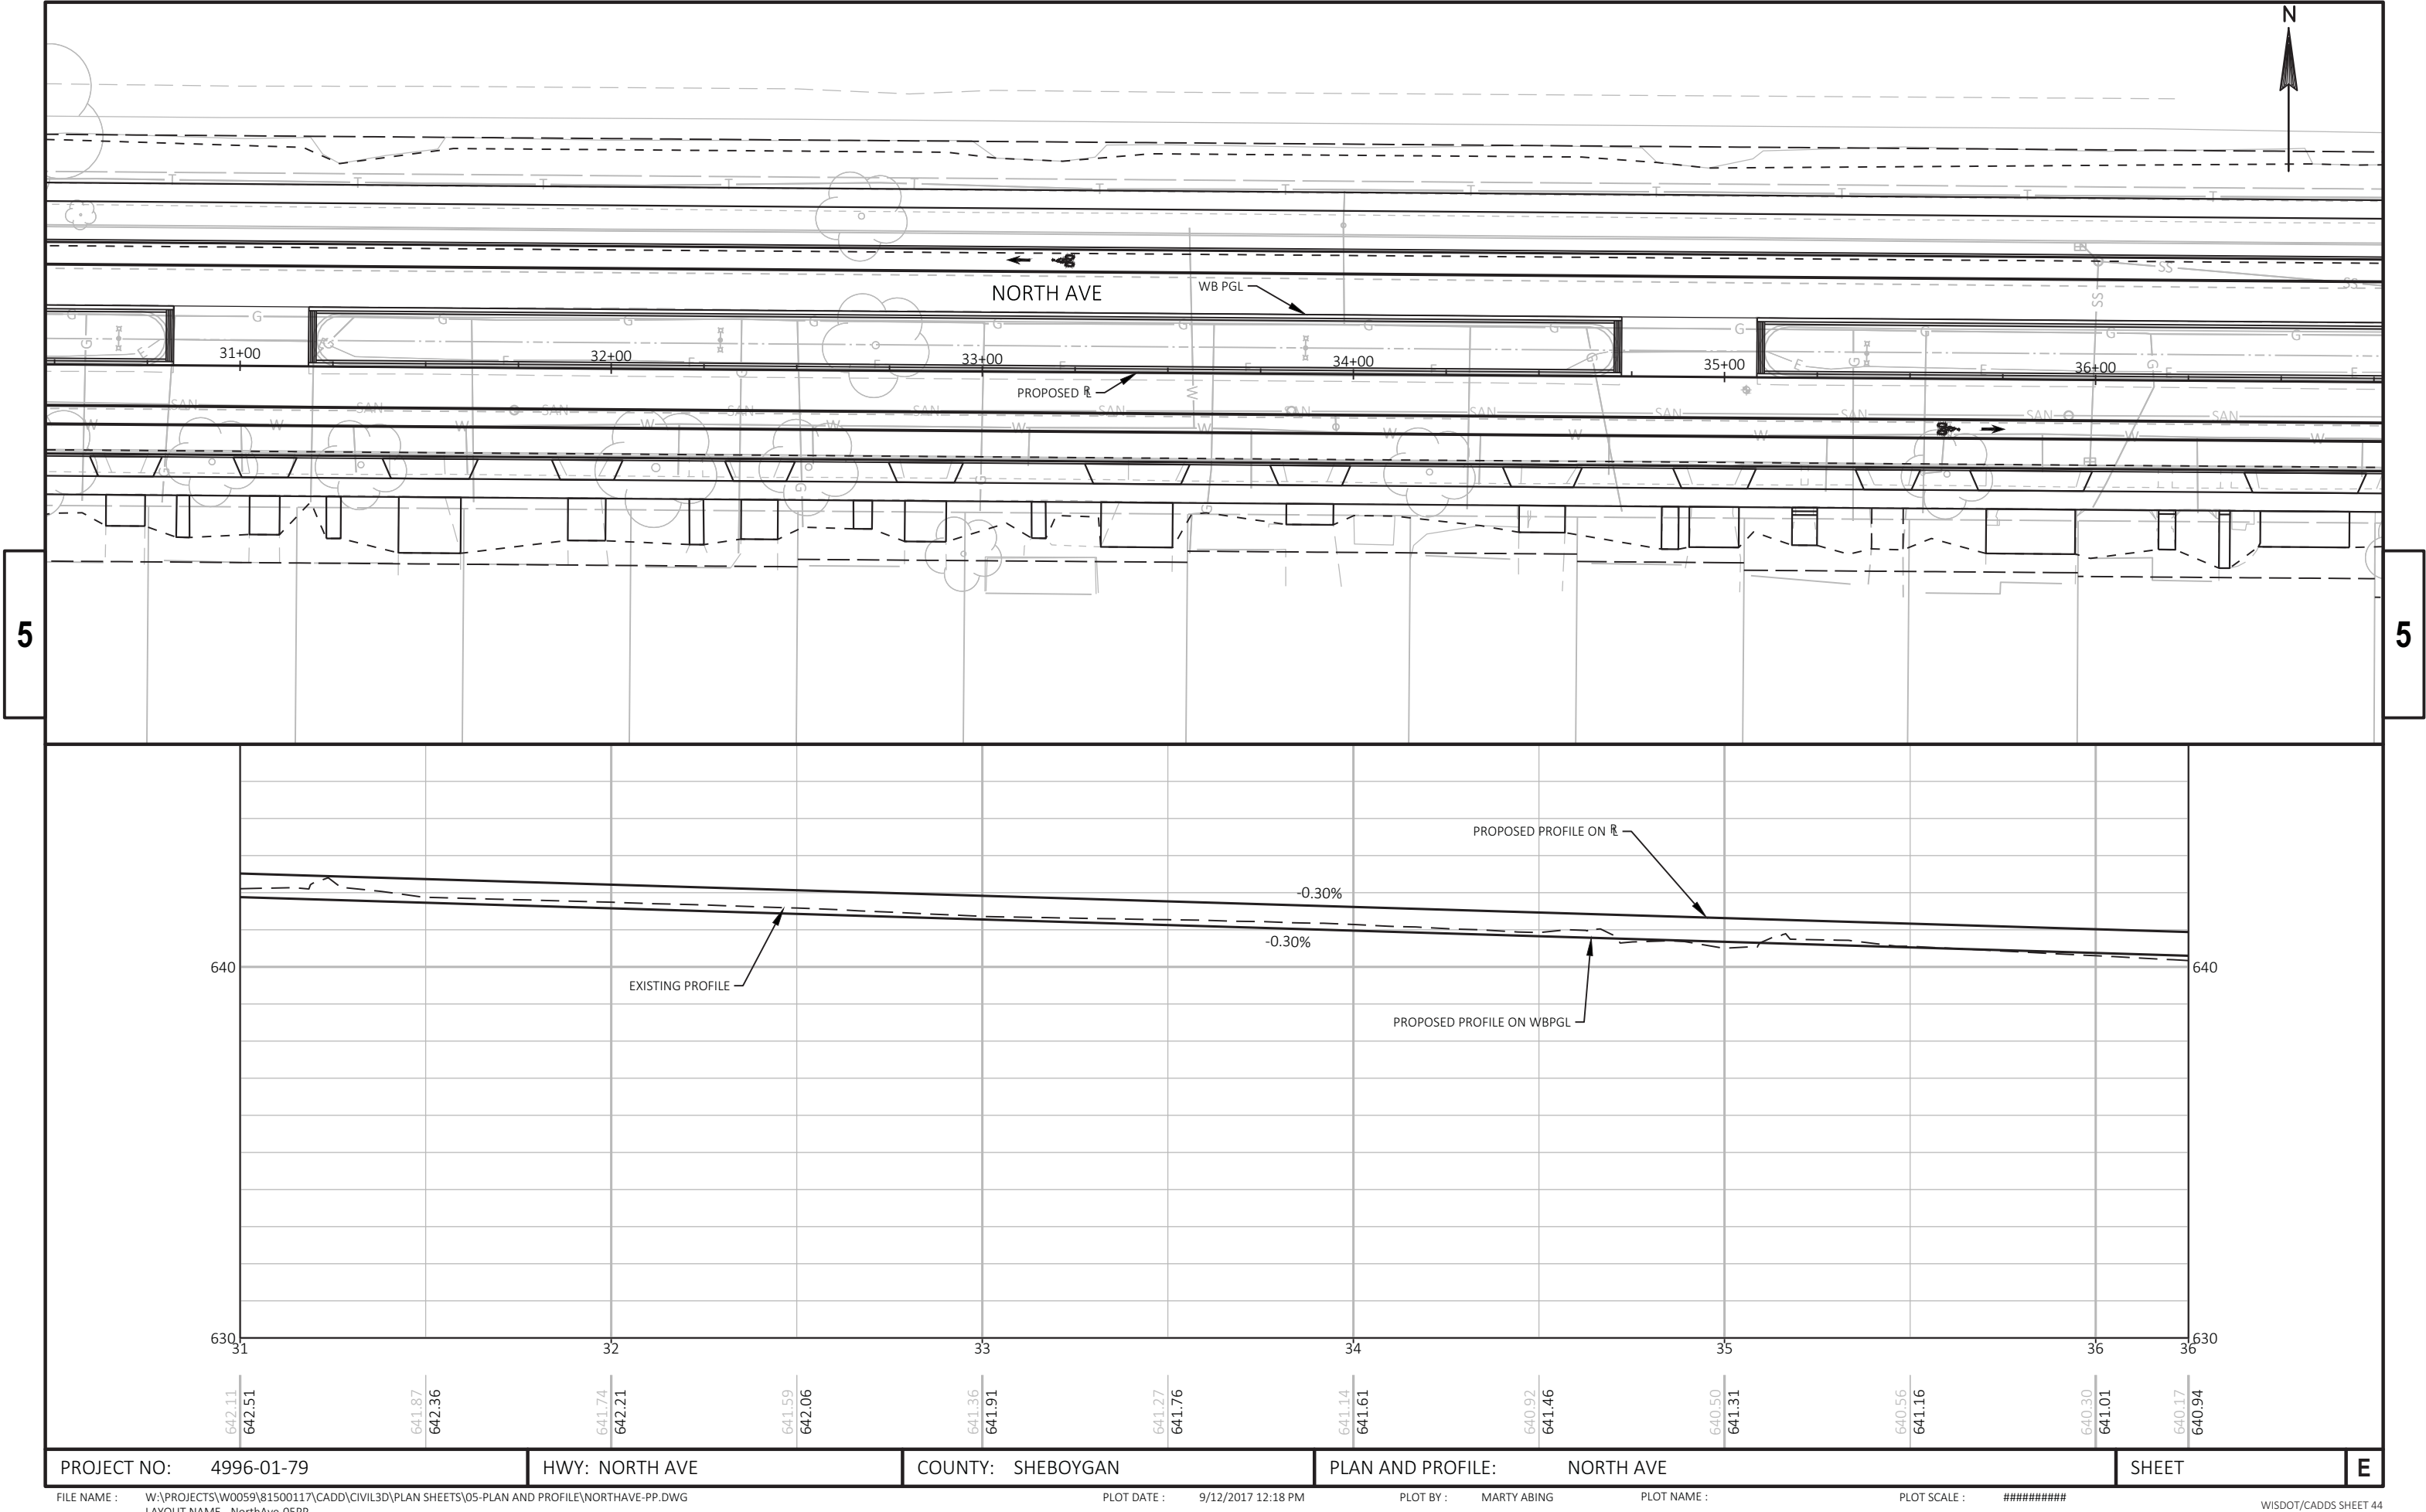 N
NORTH AVE
WB PGL
31+00
32+00
33+00
34+00
35+00
36+00
PROPOSED
5
5
PROPOSED PROFILE ON
-0.30%
-0.30%
EXISTING PROFILE
PROPOSED PROFILE ON WBPGL
640
640
630
630
31 32 33 34 35 36 36
642.11 641.87 641.74 641.59 641.36 641.27 641.14 640.92 640.50 640.56 640.30 640.17
642.51 642.36 642.21 642.06 641.91 641.76 641.61 641.46 641.31 641.16 641.01 640.94
PROJECT NO: 4996-01-79
HWY: NORTH AVE
COUNTY: SHEBOYGAN
PLAN AND PROFILE: NORTH AVE
SHEET
E
FILE NAME : W:\PROJECTS\W0059\81500117\CADD\CIVIL3D\PLAN SHEETS\05-PLAN AND PROFILE\NORTHAVE-PP.DWG
PLOT DATE : 9/12/2017 12:18 PM
PLOT BY : MARTY ABING
PLOT NAME :
PLOT SCALE : ##########
WISDOT/CADDS SHEET 44
LAYOUT NAME - NorthAve-05PP